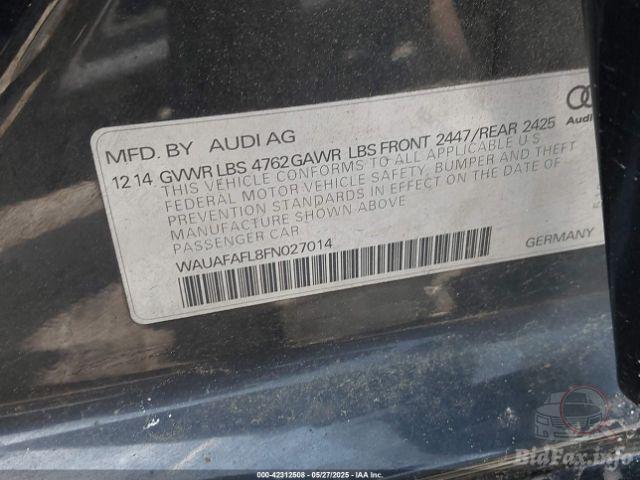 MFD. BY AUDI AG
Audi
12 14 GVWR LBS 4762 GAWR LBS FRONT 2447/REAR 2425
THIS VEHICLE CONFORMS TO ALL APPLICABLE U S
FEDERAL MOTOR VEHICLE SAFETY, BUMPER AND THEFT
PREVENTION STANDARDS IN EFFECT ON THE DATE OF
MANUFACTURE SHOWN ABOVE
PASSENGER CAR
WAUAFAFL8FN027014
GERMANY
BidFax.info
000-42312508 - 05/27/2025 - IAA Inc.